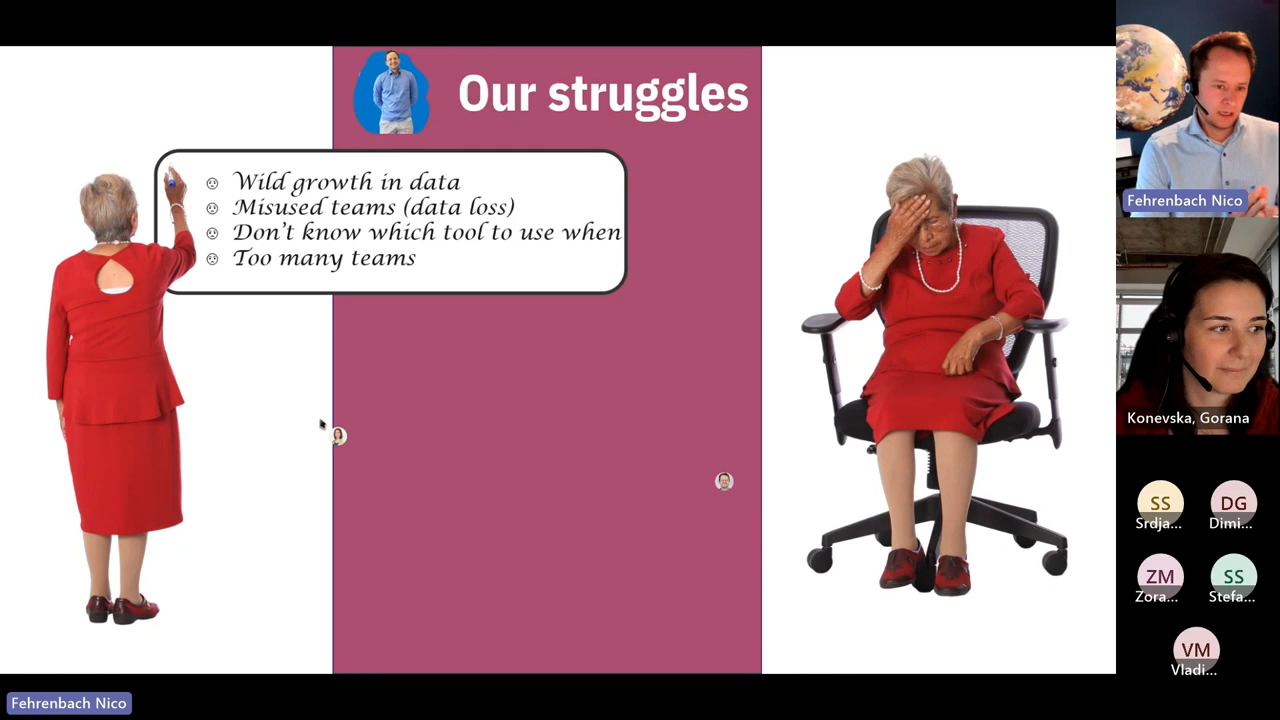 Our struggles
Wild growth in data
Misused teams (data loss)
Don't know which tool to use when
Too many teams
Fehrenbach Nico
Konevska, Gorana
SS
Srdja...
DG
Dimi...
ZM
Zora...
SS
Stefa...
VM
Vladi...
Fehrenbach Nico